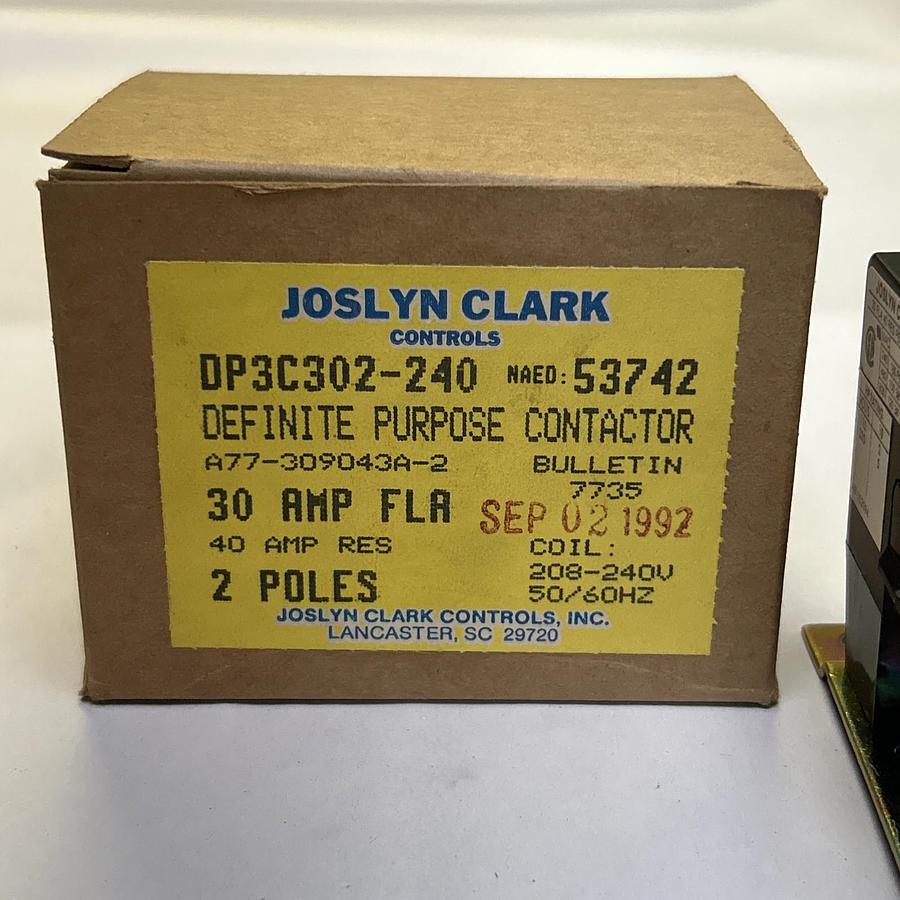 JOSLYN CLARK
CONTROLS
DP3C302-240 NAED: 53742
DEFINITE PURPOSE CONTACTOR
A77-309043A-2 BULLETIN
7735
30 AMP FLA SEP 02 1992
40 AMP RES COIL:
208-240V
2 POLES 50/60HZ
JOSLYN CLARK CONTROLS, INC.
LANCASTER, SC 29720
JOSLYN C